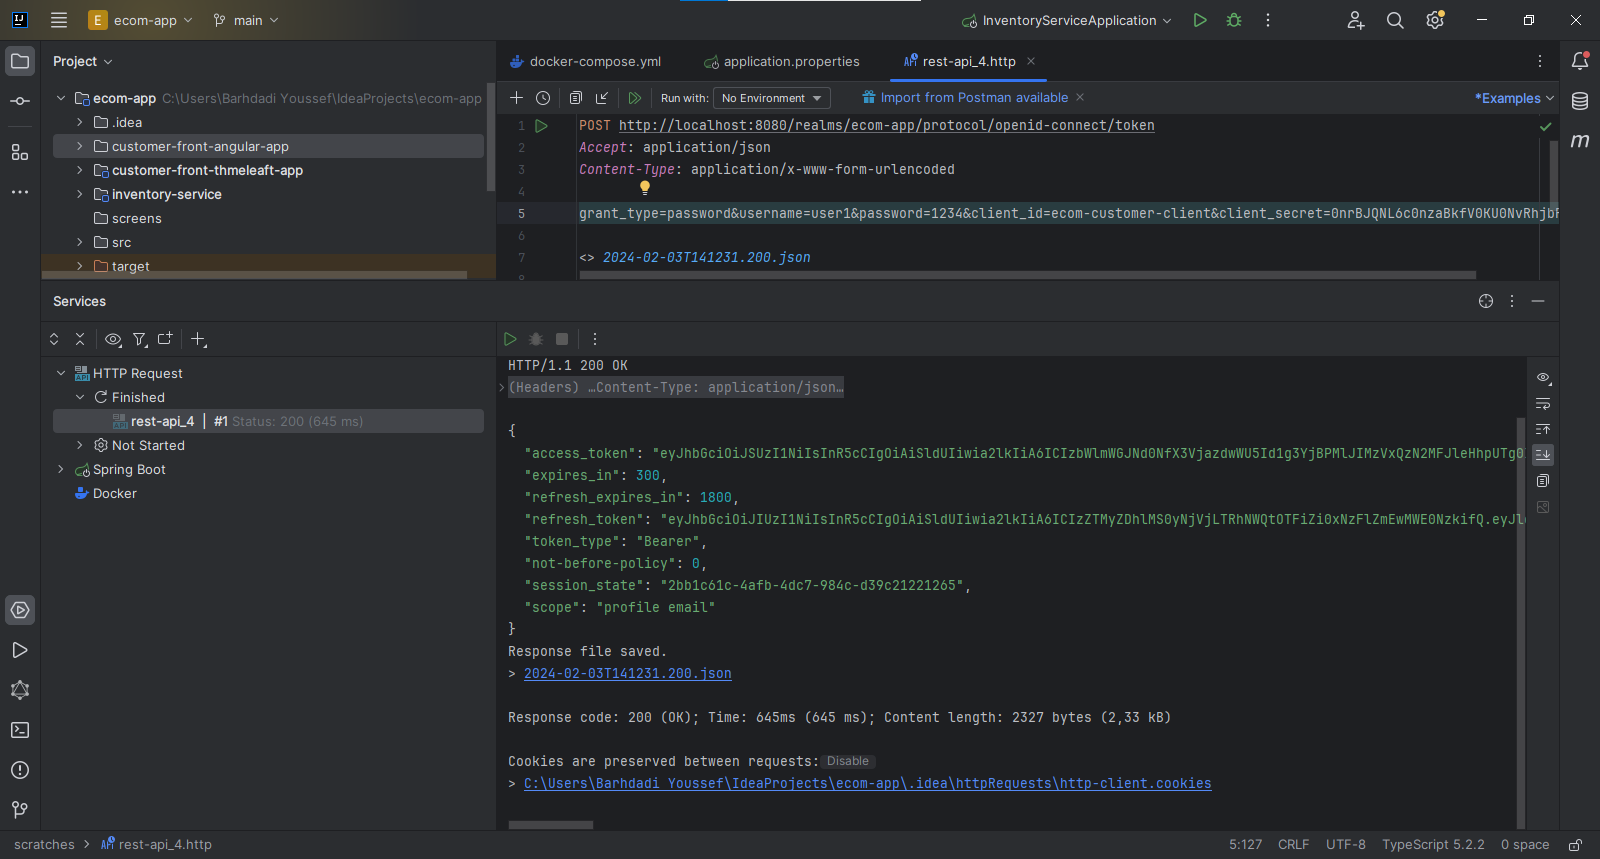 E ecom-app main InventoryServiceApplication
Project
docker-compose.yml application.properties rest-api_4.http
ecom-app C:\Users\Barhdadi Youssef\IdeaProjects\ecom-app
.idea
customer-front-angular-app
customer-front-thmeleaft-app
inventory-service
screens
src
target
Run with: No Environment Import from Postman available *Examples
1 POST http://localhost:8080/realms/ecom-app/protocol/openid-connect/token
2 Accept: application/json
3 Content-Type: application/x-www-form-urlencoded
4
5 grant_type=password&username=user1&password=1234&client_id=ecom-customer-client&client_secret=0nrBJQNL6c0nzaBkfV0KU0NvRhjbF
6
7 <> 2024-02-03T141231.200.json
8
Services
HTTP Request
Finished
rest-api_4 | #1 Status: 200 (645 ms)
Not Started
Spring Boot
Docker
HTTP/1.1 200 OK
(Headers) …Content-Type: application/json…
{
"access_token": "eyJhbGciOiJSUzI1NiIsInR5cCIgOiAiSldUIiwia2lkIiA6ICIzbWlmWGJNd0NfX3VjazdwWU5Id1g3YjBPMlJIMzVxQzN2MFJleHhpUTg0
"expires_in": 300,
"refresh_expires_in": 1800,
"refresh_token": "eyJhbGciOiJIUzI1NiIsInR5cCIgOiAiSldUIiwia2lkIiA6ICIzZTMyZDhlMS0yNjVjLTRhNWQtOTFiZi0xNzFlZmEwMWE0NzkifQ.eyJl
"token_type": "Bearer",
"not-before-policy": 0,
"session_state": "2bb1c61c-4afb-4dc7-984c-d39c21221265",
"scope": "profile email"
}
Response file saved.
> 2024-02-03T141231.200.json
Response code: 200 (OK); Time: 645ms (645 ms); Content length: 2327 bytes (2,33 kB)
Cookies are preserved between requests: Disable
> C:\Users\Barhdadi Youssef\IdeaProjects\ecom-app\.idea\httpRequests\http-client.cookies
scratches > rest-api_4.http 5:127 CRLF UTF-8 TypeScript 5.2.2 0 space